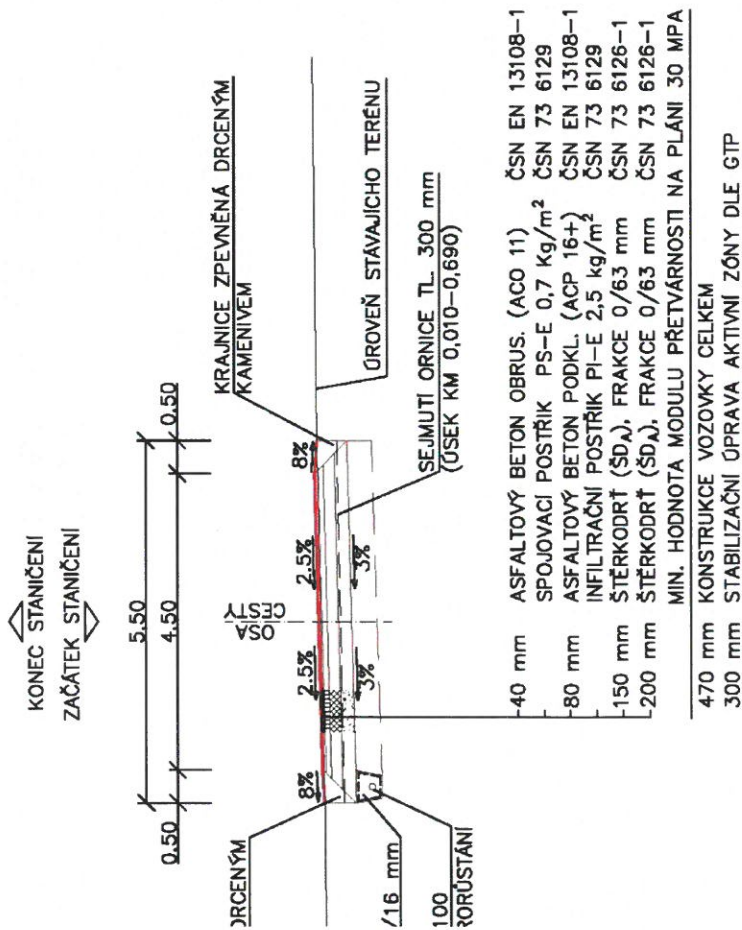 KONEC STANIČENÍ
ZAČÁTEK STANIČENÍ
5.50
0.50 4.50 0.50
KRAJNICE ZPEVNĚNÁ DRCENÝM
KAMENIVEM
OSA
CESTY
8% 2.5% 2.5% 8%
3% 3%
ÚROVEŇ STÁVAJÍCHO TERÉNU
DRCENÝM
SEJMUTÍ ORNICE TL. 300 mm
(ÚSEK KM 0,010-0,690)
/16 mm
100
RORŮSTÁNÍ
40 mm ASFALTOVÝ BETON OBRUS. (ACO 11) ČSN EN 13108-1
SPOJOVACÍ POSTŘIK PS-E 0,7 Kg/m² ČSN 73 6129
80 mm ASFALTOVÝ BETON PODKL. (ACP 16+) ČSN EN 13108-1
INFILTRAČNÍ POSTŘIK PI-E 2,5 kg/m² ČSN 73 6129
150 mm ŠTĚRKODRŤ (ŠDA), FRAKCE 0/63 mm ČSN 73 6126-1
200 mm ŠTĚRKODRŤ (ŠDA), FRAKCE 0/63 mm ČSN 73 6126-1
MIN. HODNOTA MODULU PŘETVÁRNOSTI NA PLÁNI 30 MPA
470 mm KONSTRUKCE VOZOVKY CELKEM
300 mm STABILIZAČNÍ ÚPRAVA AKTIVNÍ ZÓNY DLE GTP